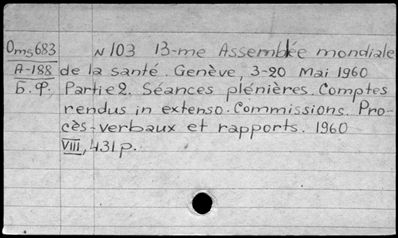 Oms683 N103 13-me Assemblée mondiale
A-188 de la santé. Genève, 3-20 Mai 1960
б.Ф. Partie 2. Séances plénières. Comptes
rendus in extenso. Commissions. Pro-
cès-verbaux et rapports. 1960
VIII, 431 p.